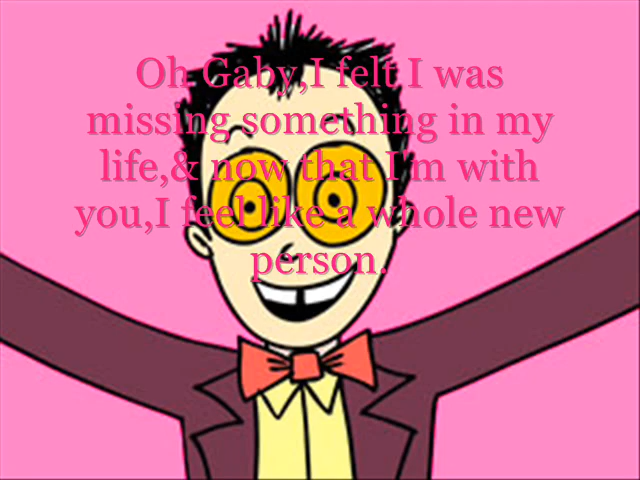 Oh Gaby,I felt I was
missing something in my
life,& now that I'm with
you,I feel like a whole new
person.